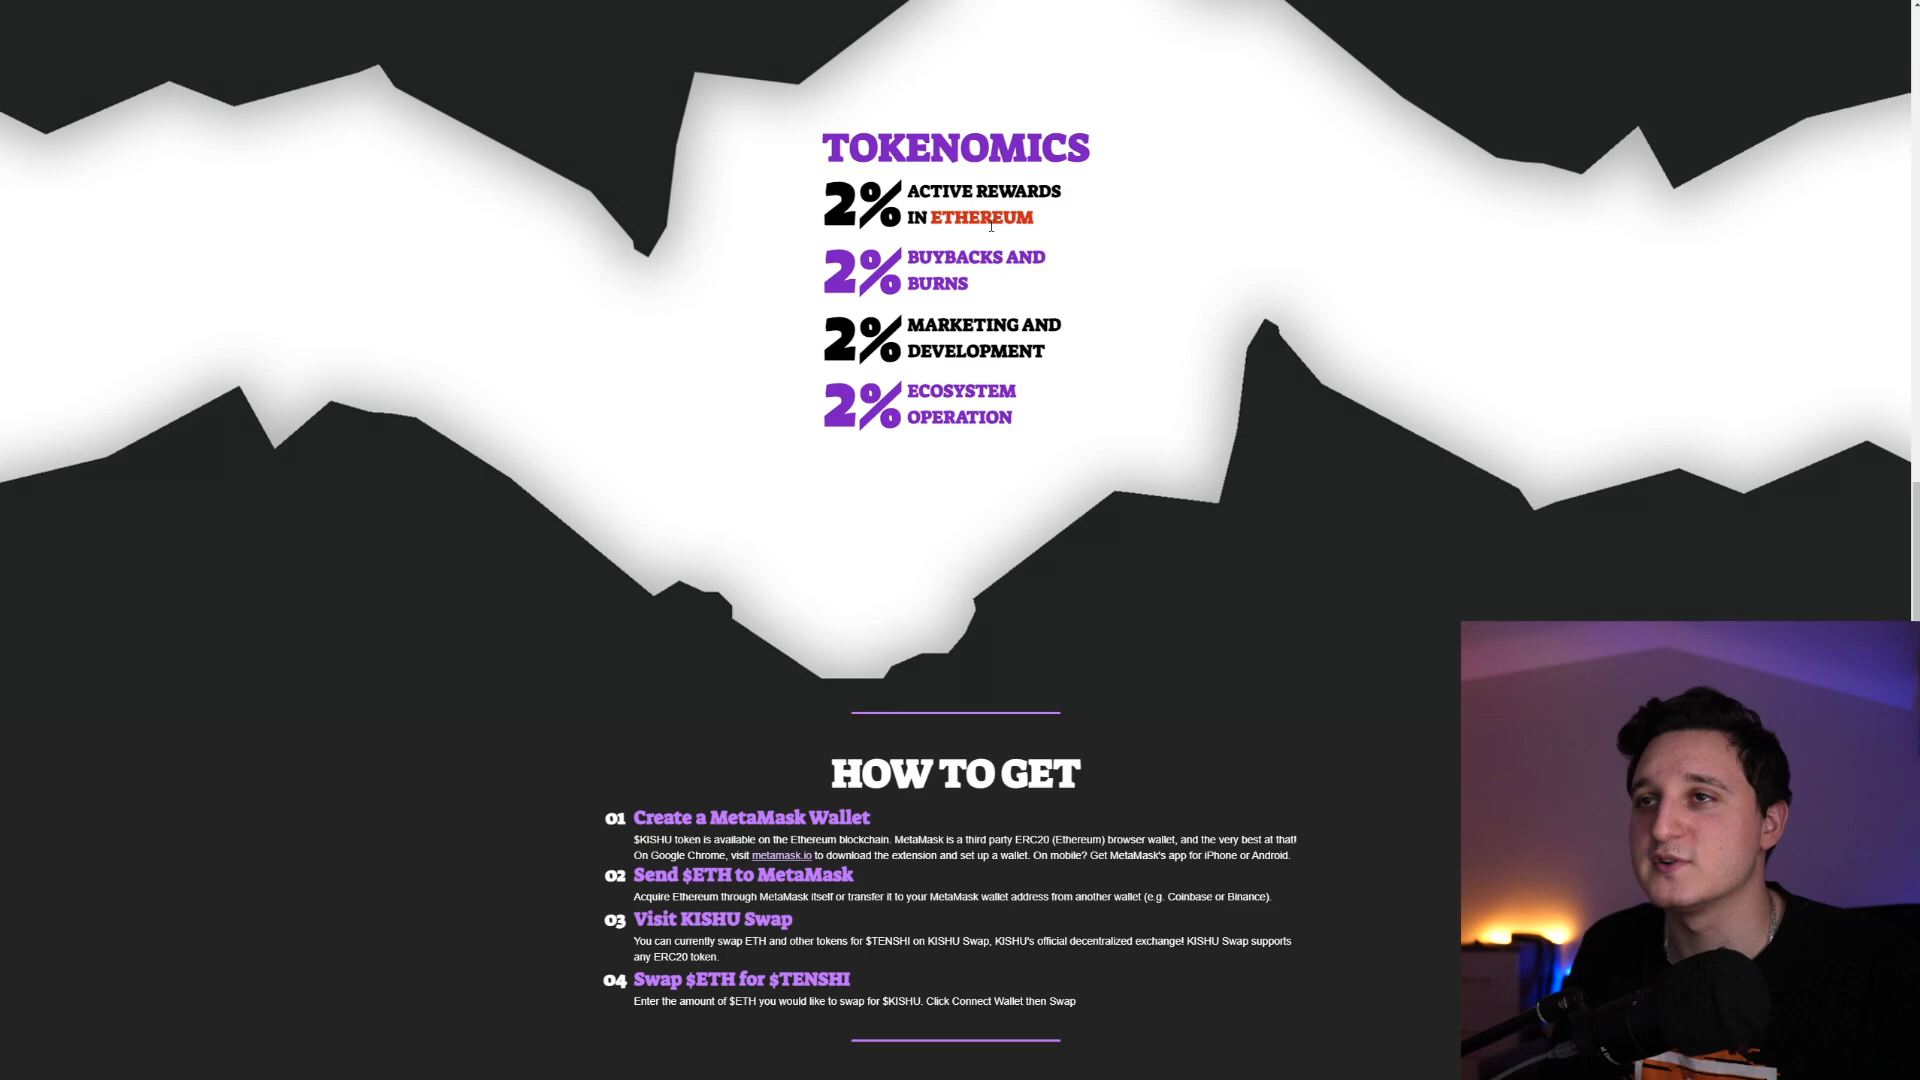 TOKENOMICS
2% ACTIVE REWARDS
IN ETHEREUM
2% BUYBACKS AND
BURNS
2% MARKETING AND
DEVELOPMENT
2% ECOSYSTEM
OPERATION
HOW TO GET
01 Create a MetaMask Wallet
$KISHU token is available on the Ethereum blockchain. MetaMask is a third party ERC20 (Ethereum) browser wallet, and the very best at that!
On Google Chrome, visit metamask.io to download the extension and set up a wallet. On mobile? Get MetaMask's app for iPhone or Android.
02 Send $ETH to MetaMask
Acquire Ethereum through MetaMask itself or transfer it to your MetaMask wallet address from another wallet (e.g. Coinbase or Binance).
03 Visit KISHU Swap
You can currently swap ETH and other tokens for $TENSHI on KISHU Swap, KISHU's official decentralized exchange! KISHU Swap supports
any ERC20 token.
04 Swap $ETH for $TENSHI
Enter the amount of $ETH you would like to swap for $KISHU. Click Connect Wallet then Swap